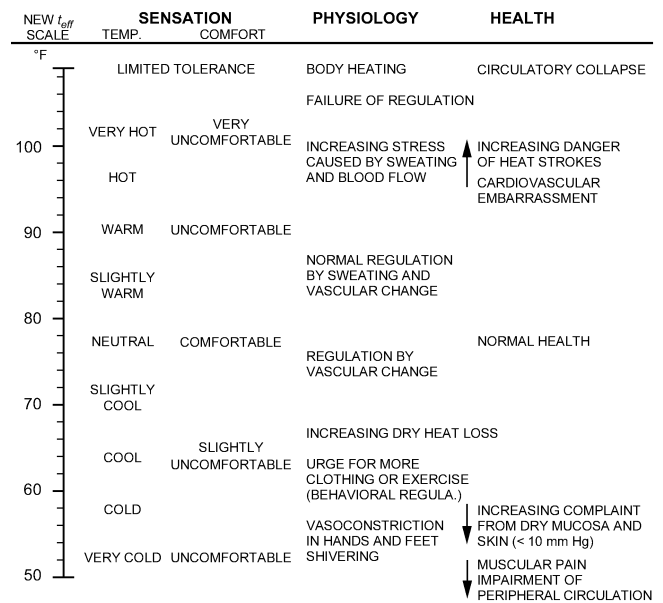 NEW t_eff SCALE
SENSATION
PHYSIOLOGY
HEALTH
TEMP.
COMFORT
°F
LIMITED TOLERANCE
BODY HEATING
CIRCULATORY COLLAPSE
FAILURE OF REGULATION
VERY HOT
VERY
UNCOMFORTABLE
100
INCREASING STRESS
CAUSED BY SWEATING
AND BLOOD FLOW
INCREASING DANGER
OF HEAT STROKES
HOT
CARDIOVASCULAR
EMBARRASSMENT
90
WARM
UNCOMFORTABLE
NORMAL REGULATION
BY SWEATING AND
VASCULAR CHANGE
SLIGHTLY
WARM
80
NEUTRAL
COMFORTABLE
NORMAL HEALTH
REGULATION BY
VASCULAR CHANGE
SLIGHTLY
COOL
70
INCREASING DRY HEAT LOSS
COOL
SLIGHTLY
UNCOMFORTABLE
URGE FOR MORE
CLOTHING OR EXERCISE
(BEHAVIORAL REGULA.)
60
COLD
INCREASING COMPLAINT
FROM DRY MUCOSA AND
SKIN (< 10 mm Hg)
VASOCONSTRICTION
IN HANDS AND FEET
SHIVERING
VERY COLD
UNCOMFORTABLE
MUSCULAR PAIN
IMPAIRMENT OF
PERIPHERAL CIRCULATION
50